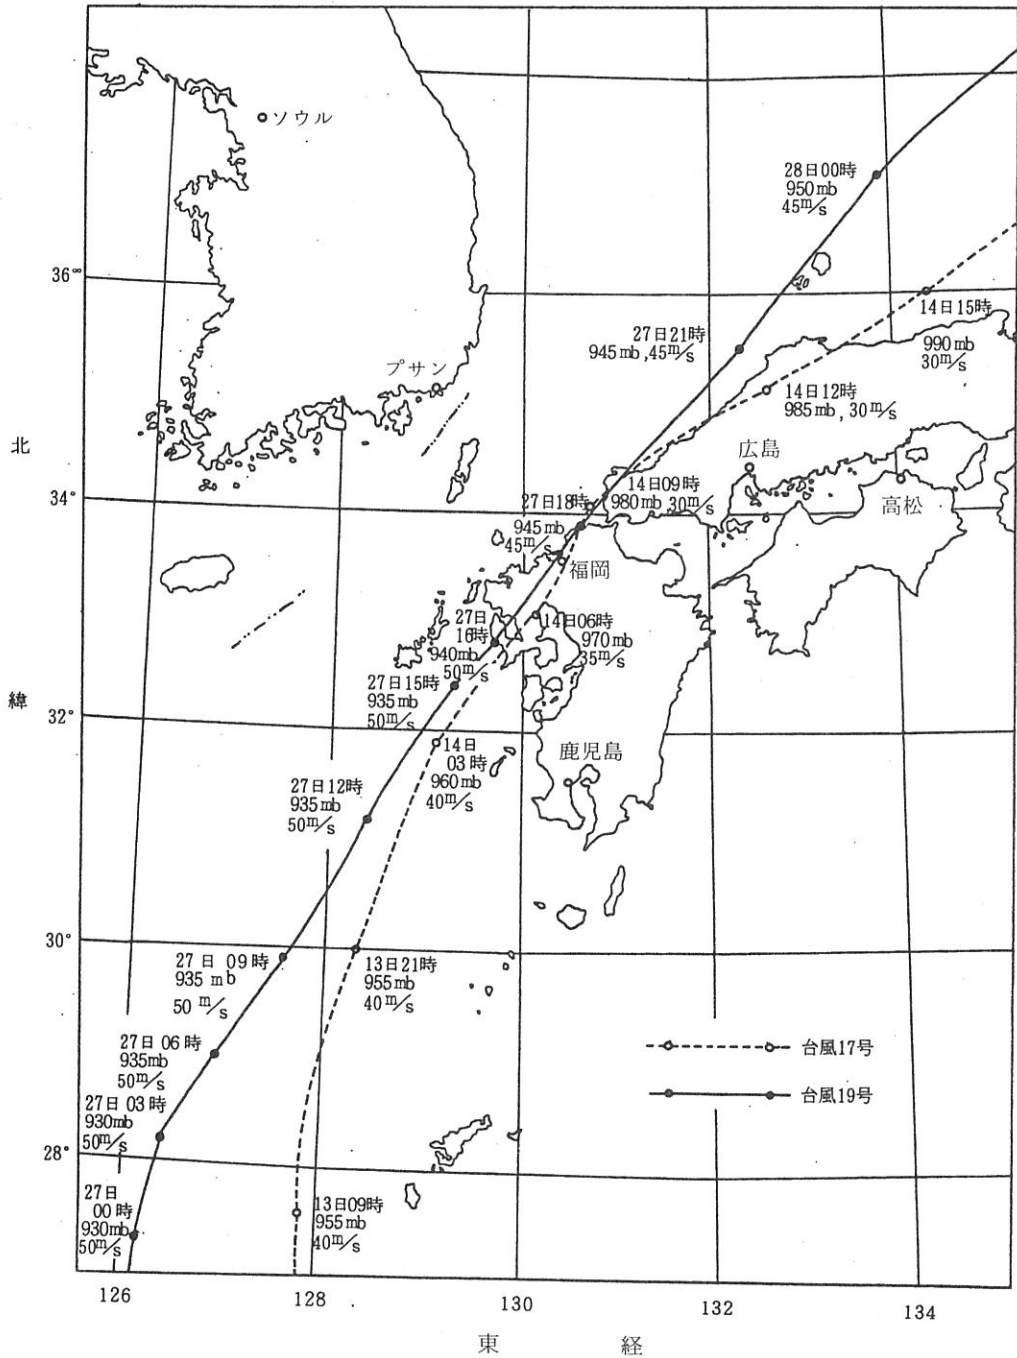 ソウル
28日00時
950mb
45m/s
36°
14日15時
990mb
30m/s
27日21時
945mb,45m/s
プサン
14日12時
985mb,30m/s
北
広島
34°
27日18時
945mb
45m/s
14日09時
980mb,30m/s
高松
福岡
27日
16時
940mb
50m/s
14日06時
970mb
35m/s
27日15時
935mb
50m/s
緯
32°
14日
03時
960mb
40m/s
鹿児島
27日12時
935mb
50m/s
30°
27日09時
935mb
50m/s
13日21時
955mb
40m/s
27日06時
935mb
50m/s
台風17号
台風19号
27日03時
930mb
50m/s
28°
27日
00時
930mb
50m/s
13日09時
955mb
40m/s
126 128 130 132 134
東 経